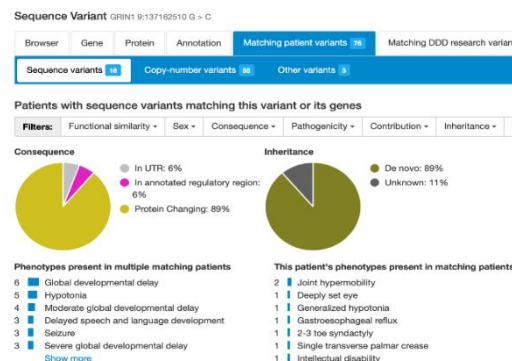 Sequence Variant GRIN1 9:137162510 G > C
Browser Gene Protein Annotation Matching patient variants 76 Matching DDD research varian
Sequence variants 18 Copy-number variants 55 Other variants 3
Patients with sequence variants matching this variant or its genes
Filters: Functional similarity Sex Consequence Pathogenicity Contribution Inheritance
Consequence
In UTR: 6%
In annotated regulatory region: 6%
Protein Changing: 89%
Inheritance
De novo: 89%
Unknown: 11%
Phenotypes present in multiple matching patients
6 Global developmental delay
5 Hypotonia
4 Moderate global developmental delay
3 Delayed speech and language development
3 Seizure
3 Severe global developmental delay
Show more
This patient's phenotypes present in matching patients
2 Joint hypermobility
1 Deeply set eye
1 Generalized hypotonia
1 Gastroesophageal reflux
1 2-3 toe syndactyly
1 Single transverse palmar crease
1 Intellectual disability